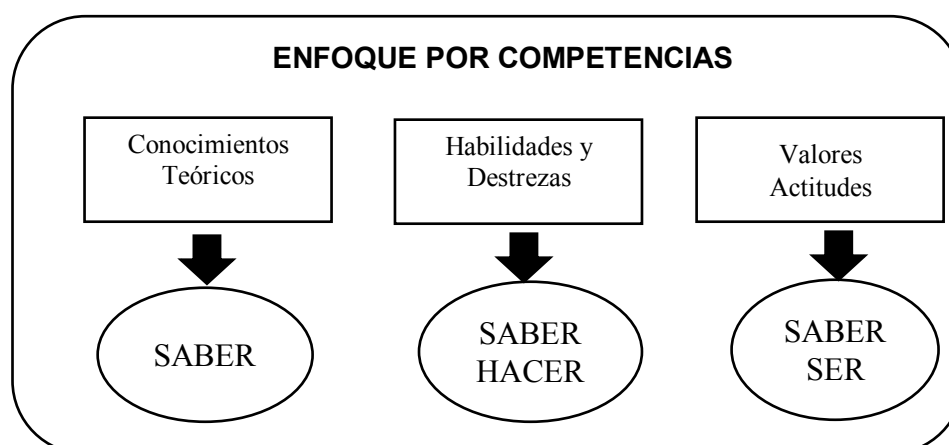 ENFOQUE POR COMPETENCIAS
Conocimientos
Teóricos
Habilidades y
Destrezas
Valores
Actitudes
SABER
SABER
HACER
SABER
SER